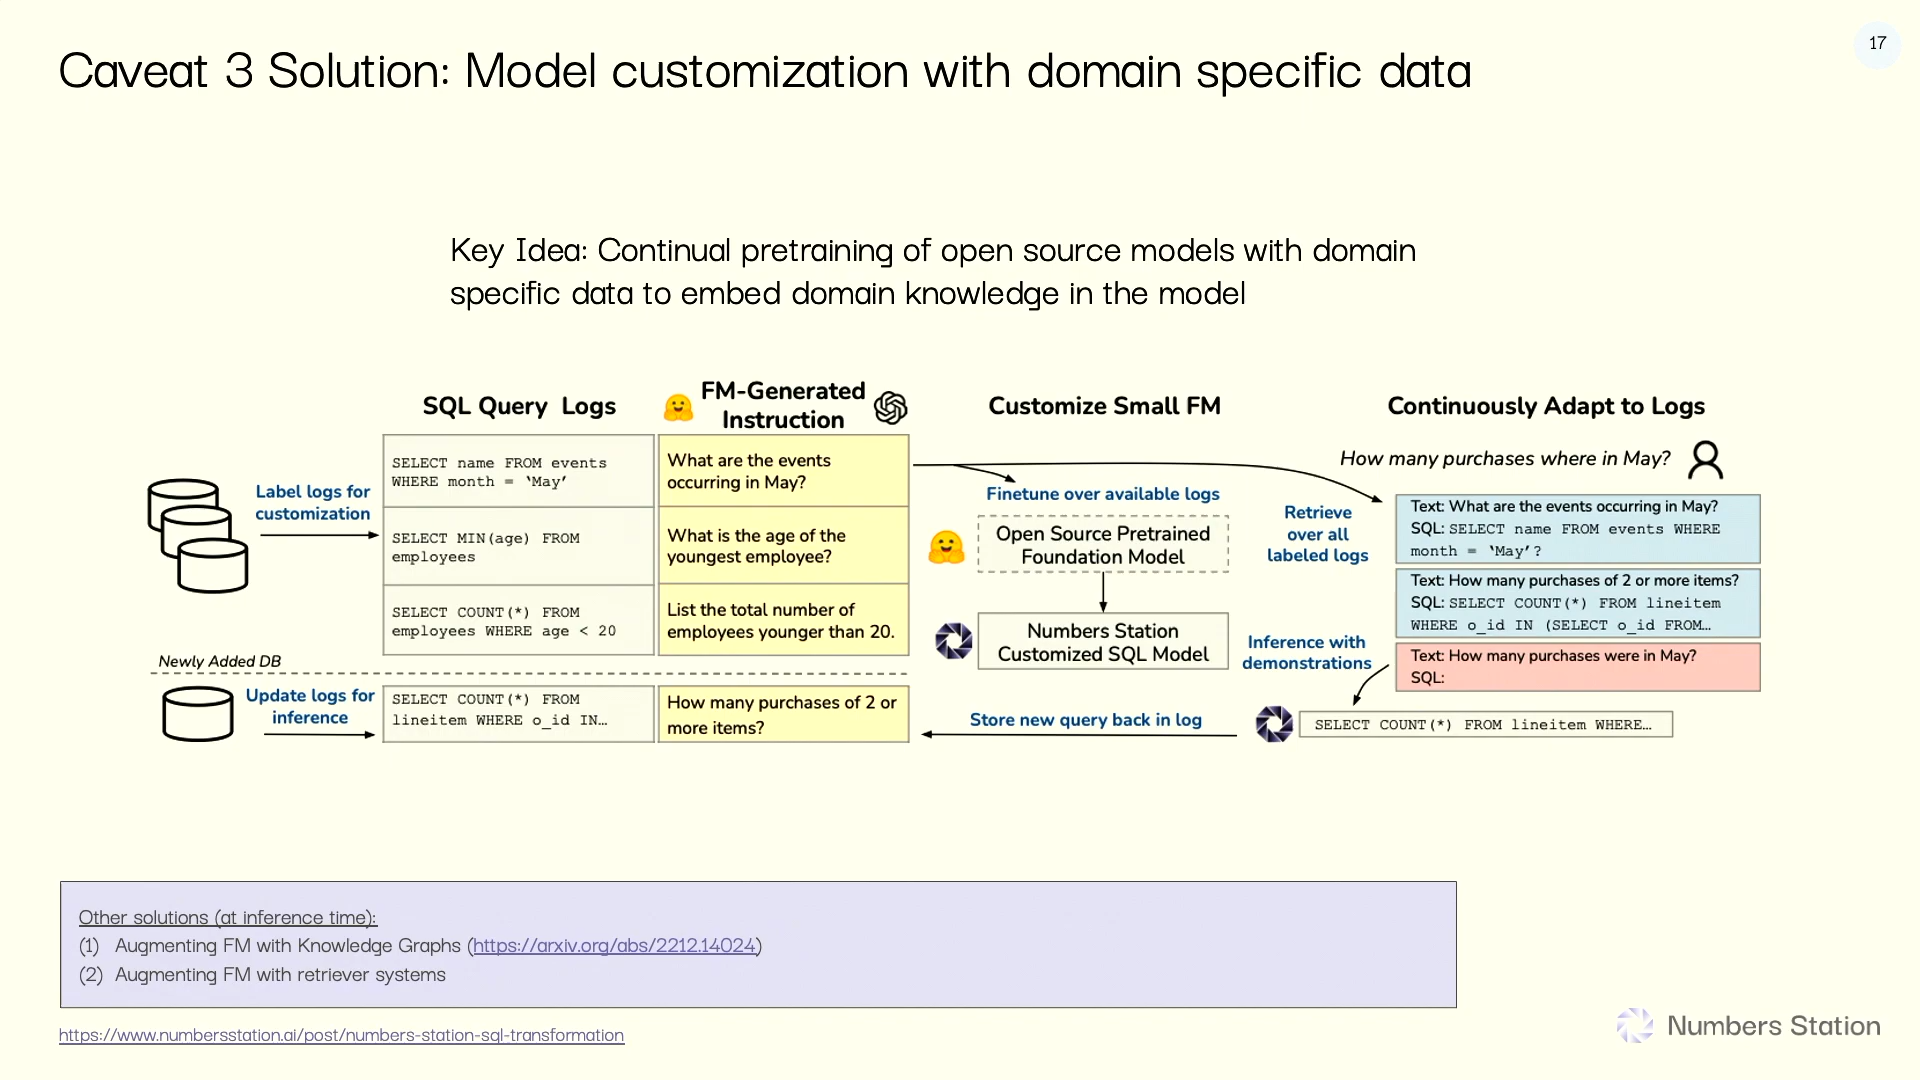 17
Caveat 3 Solution: Model customization with domain specific data
Key Idea: Continual pretraining of open source models with domain
specific data to embed domain knowledge in the model
SQL Query Logs
FM-Generated
Instruction
Customize Small FM
Continuously Adapt to Logs
Label logs for
customization
SELECT name FROM events
WHERE month = ‘May’
What are the events
occurring in May?
SELECT MIN(age) FROM
employees
What is the age of the
youngest employee?
SELECT COUNT(*) FROM
employees WHERE age < 20
List the total number of
employees younger than 20.
Newly Added DB
Update logs for
inference
SELECT COUNT(*) FROM
lineitem WHERE o_id IN…
How many purchases of 2 or
more items?
Finetune over available logs
Open Source Pretrained
Foundation Model
Numbers Station
Customized SQL Model
Store new query back in log
How many purchases where in May?
Retrieve
over all
labeled logs
Text: What are the events occurring in May?
SQL: SELECT name FROM events WHERE
month = ‘May’?
Text: How many purchases of 2 or more items?
SQL: SELECT COUNT(*) FROM lineitem
WHERE o_id IN (SELECT o_id FROM…
Inference with
demonstrations
Text: How many purchases were in May?
SQL:
SELECT COUNT(*) FROM lineitem WHERE…
Other solutions (at inference time):
(1) Augmenting FM with Knowledge Graphs (https://arxiv.org/abs/2212.14024)
(2) Augmenting FM with retriever systems
https://www.numbersstation.ai/post/numbers-station-sql-transformation
Numbers Station